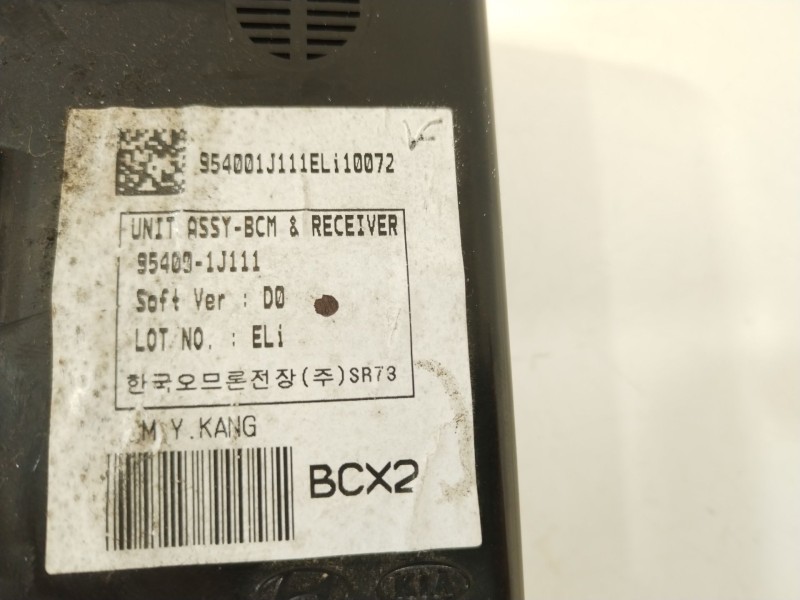 954001J111ELi10072
UNIT ASSY-BCM & RECEIVER
95400-1J111
Soft Ver : D0
LOT NO. : ELi
한국오므론전장(주)SR73
M.Y.KANG
BCX2
KIA